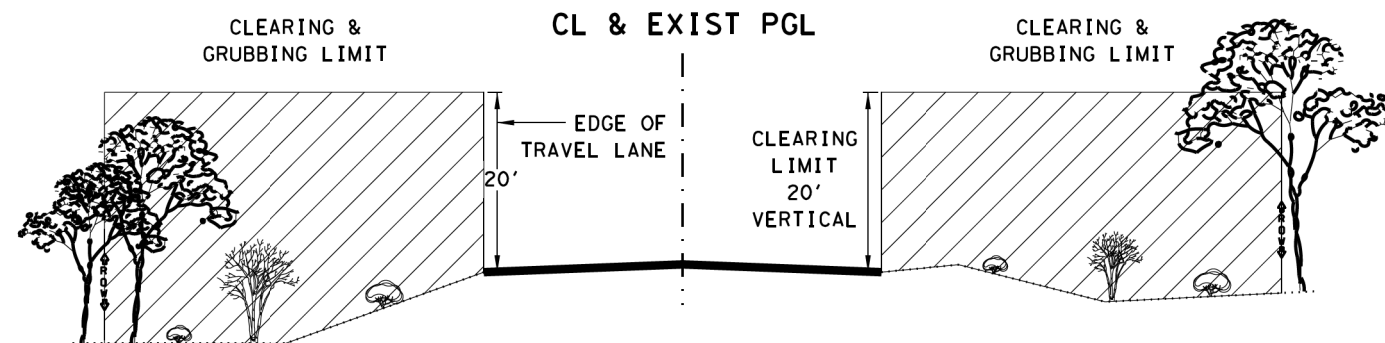 CLEARING &
GRUBBING LIMIT
CL & EXIST PGL
CLEARING &
GRUBBING LIMIT
EDGE OF
TRAVEL LANE
20'
CLEARING
LIMIT
20'
VERTICAL
ROW
ROW